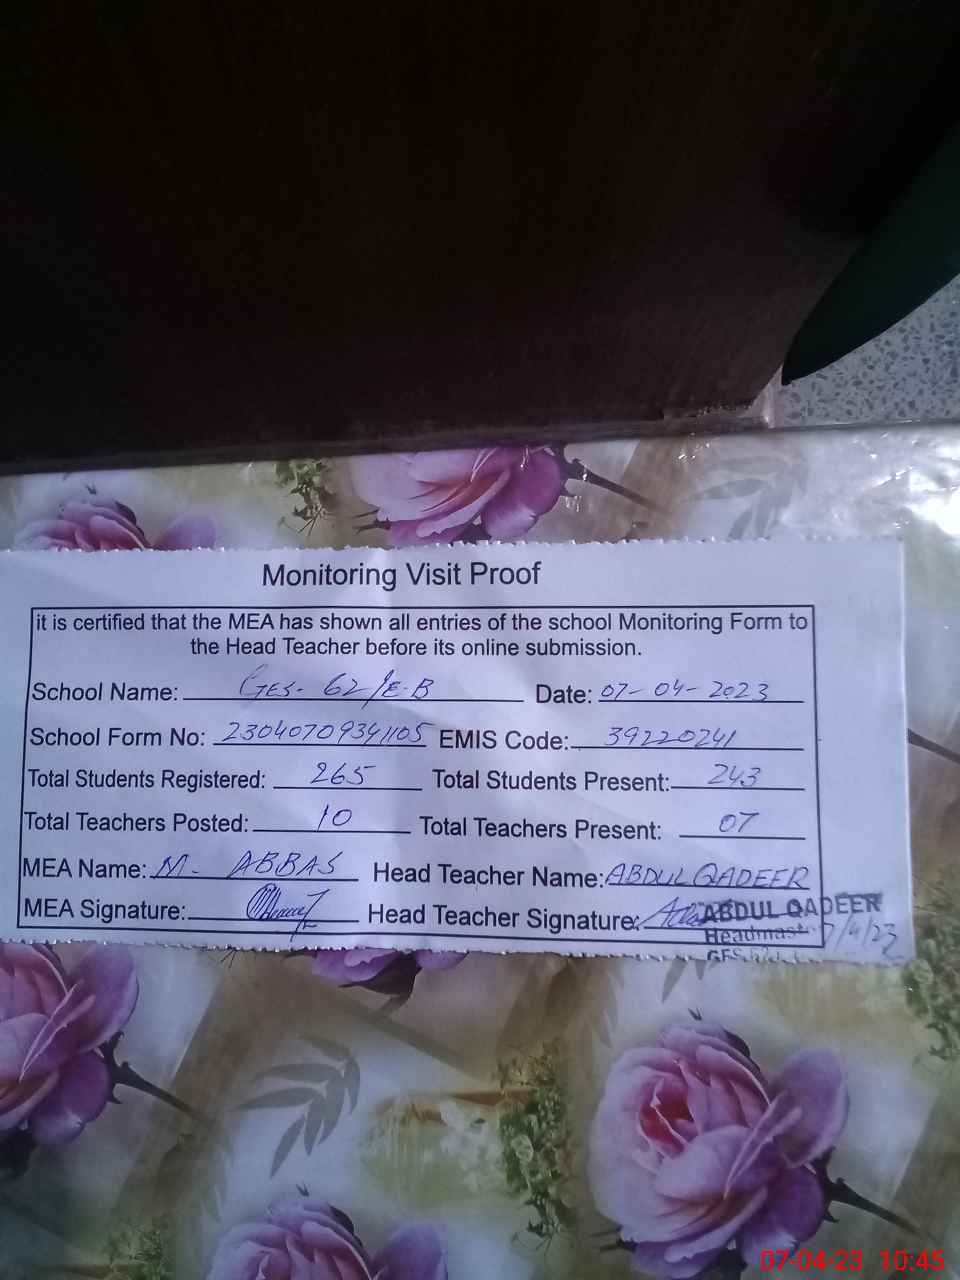 Monitoring Visit Proof
it is certified that the MEA has shown all entries of the school Monitoring Form to
the Head Teacher before its online submission.
School Name: GES- 62/E.B Date: 07-04-2023
School Form No: 23040709341105 EMIS Code: 39220241
Total Students Registered: 265 Total Students Present: 243
Total Teachers Posted: 10 Total Teachers Present: 07
MEA Name: M. ABBAS Head Teacher Name: ABDUL QADEER
MEA Signature: Head Teacher Signature:
ABDUL QADEER
7/4/23
07-04-23 10:45